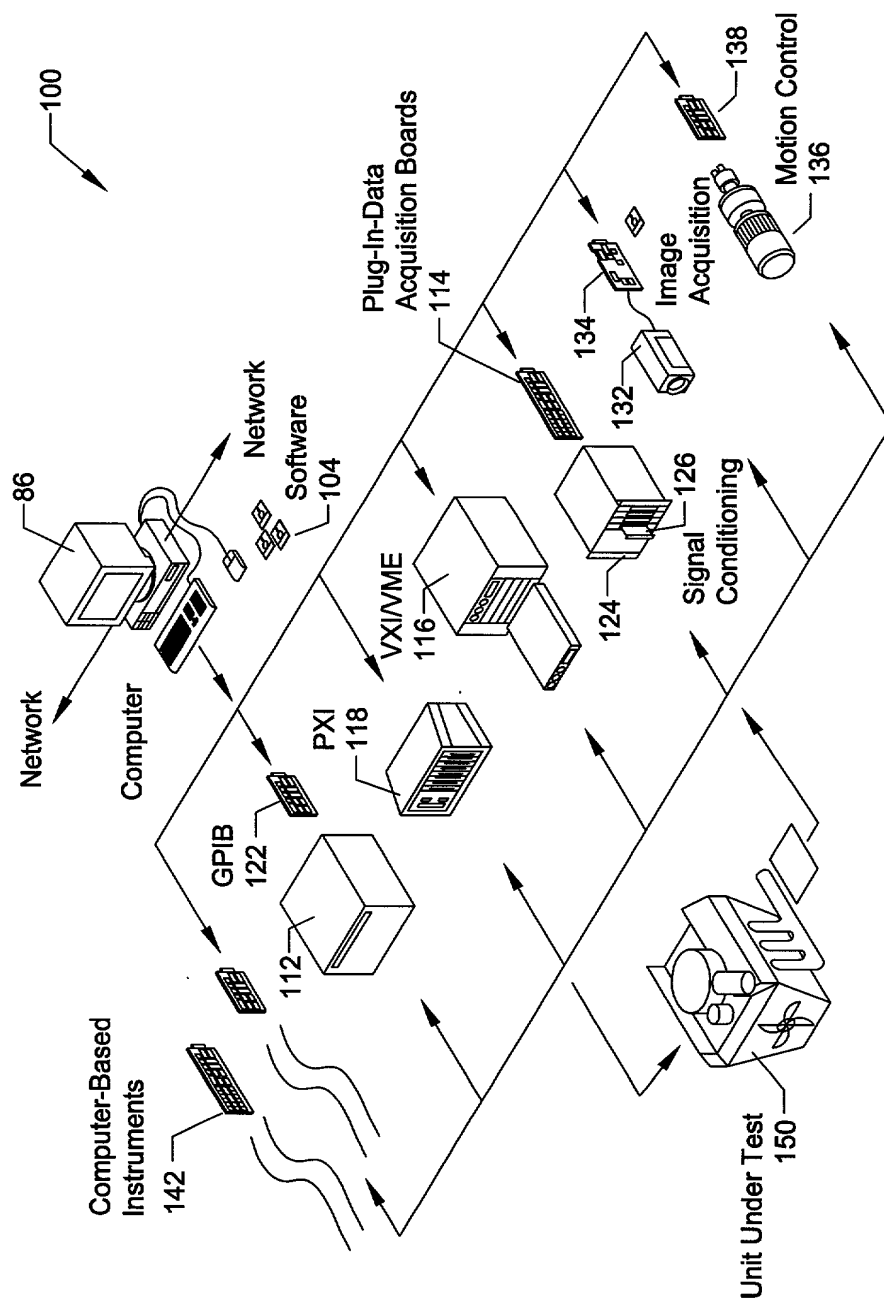 100
86
Network
Network
Computer
Software
104
Computer-Based
Instruments
142
GPIB
122
112
PXI
118
VXI/VME
116
Plug-In-Data
Acquisition Boards
114
124
126
Signal
Conditioning
134
132
Image
Acquisition
138
Motion Control
136
Unit Under Test
150